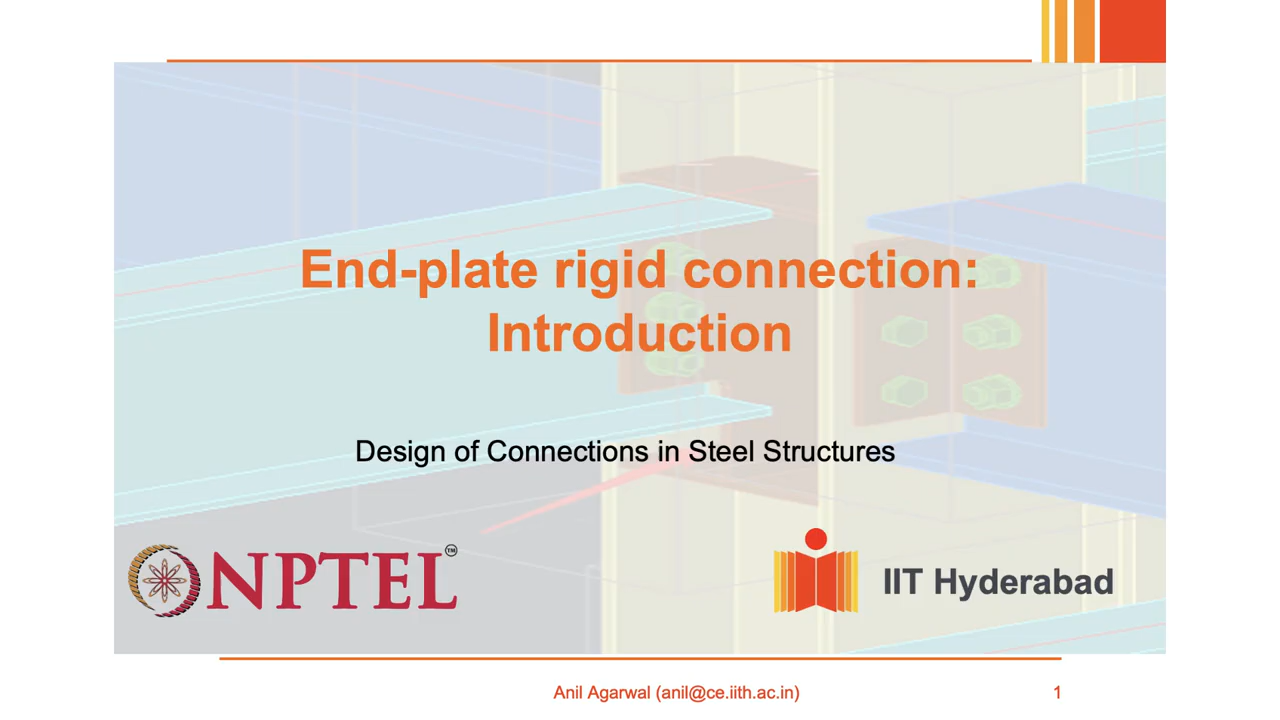 End-plate rigid connection:
Introduction
Design of Connections in Steel Structures
NPTEL™
IIT Hyderabad
Anil Agarwal (anil@ce.iith.ac.in)
1